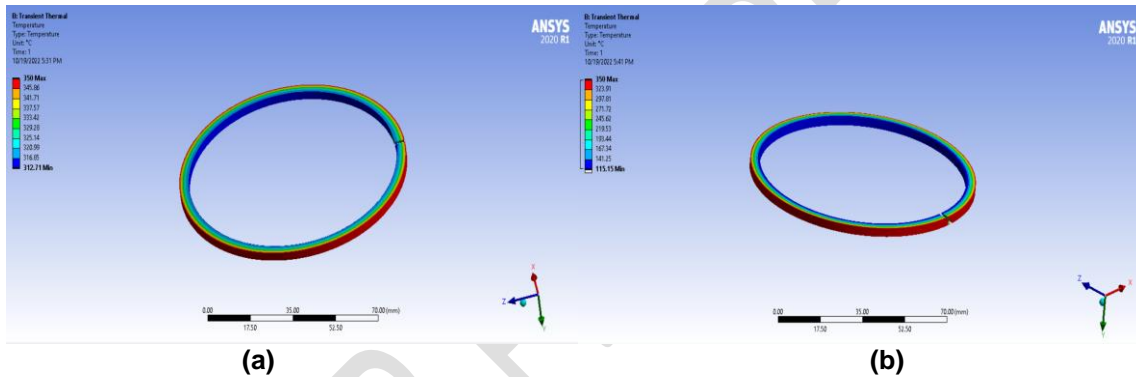 B: Transient Thermal
Temperature
Type: Temperature
Unit: °C
Time: 1
10/19/2022 5:31 PM
350 Max
345.86
341.71
337.57
333.42
329.28
325.14
320.99
316.85
312.71 Min
ANSYS
2020 R1
X
Z
Y
0.00
35.00
70.00 (mm)
17.50
52.50
(a)
B: Transient Thermal
Temperature
Type: Temperature
Unit: °C
Time: 1
10/19/2022 5:41 PM
350 Max
323.91
297.81
271.72
245.62
219.53
193.44
167.34
141.25
115.15 Min
ANSYS
2020 R1
Z
X
Y
0.00
35.00
70.00 (mm)
17.50
52.50
(b)